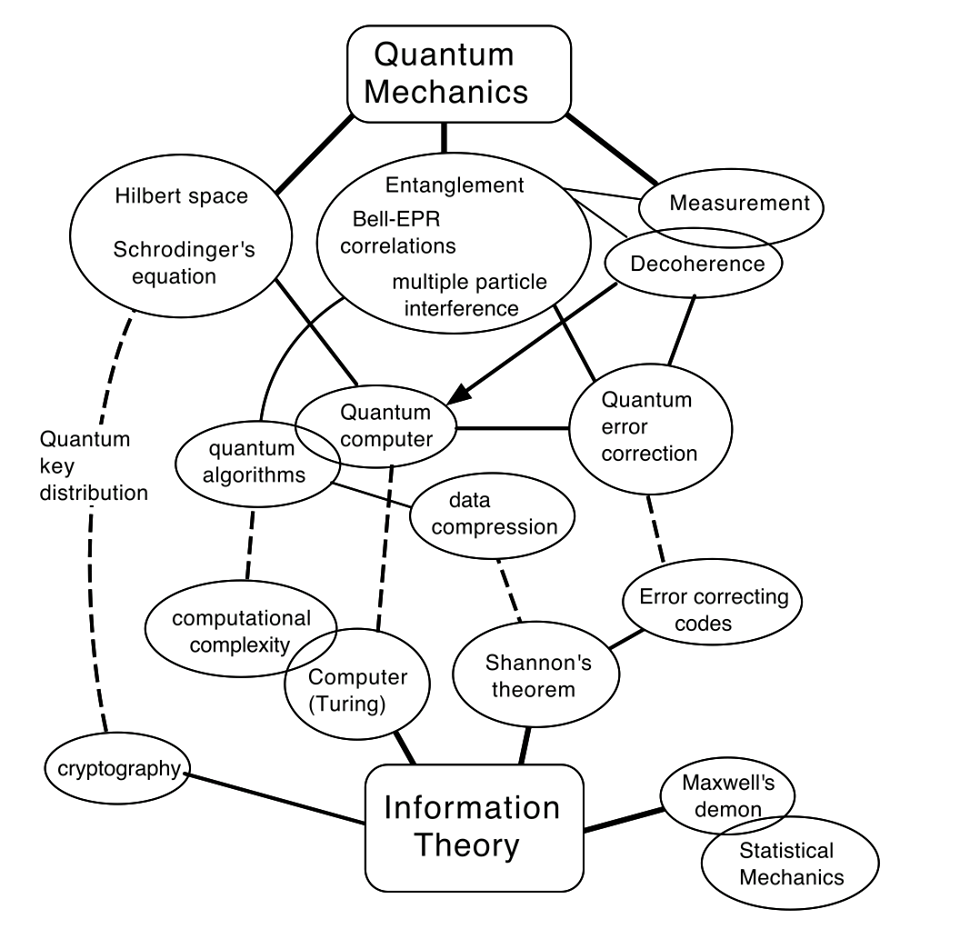 Quantum
Mechanics
Hilbert space
Schrodinger's
equation
Entanglement
Bell-EPR
correlations
multiple particle
interference
Measurement
Decoherence
Quantum
computer
quantum
algorithms
Quantum
error
correction
Quantum
key
distribution
data
compression
computational
complexity
Computer
(Turing)
Shannon's
theorem
Error correcting
codes
cryptography
Information
Theory
Maxwell's
demon
Statistical
Mechanics